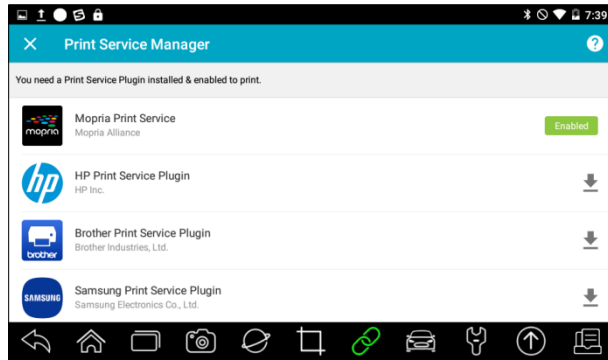 7:39
Print Service Manager
?
You need a Print Service Plugin installed & enabled to print.
mopria
Mopria Print Service
Mopria Alliance
Enabled
hp
HP Print Service Plugin
HP Inc.
brother
Brother Print Service Plugin
Brother Industries, Ltd.
SAMSUNG
Samsung Print Service Plugin
Samsung Electronics Co., Ltd.